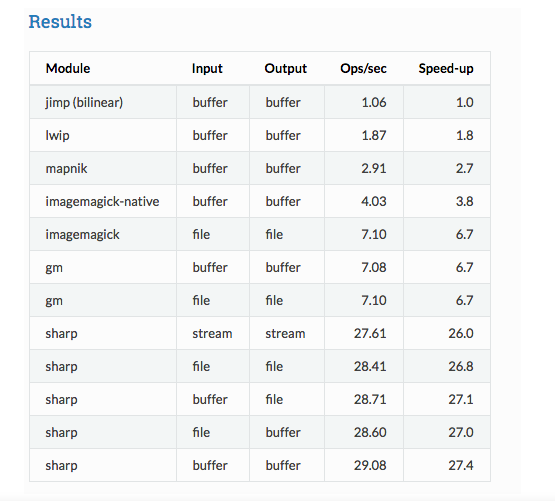 Results
Module Input Output Ops/sec Speed-up
jimp (bilinear) buffer buffer 1.06 1.0
lwip buffer buffer 1.87 1.8
mapnik buffer buffer 2.91 2.7
imagemagick-native buffer buffer 4.03 3.8
imagemagick file file 7.10 6.7
gm buffer buffer 7.08 6.7
gm file file 7.10 6.7
sharp stream stream 27.61 26.0
sharp file file 28.41 26.8
sharp buffer file 28.71 27.1
sharp file buffer 28.60 27.0
sharp buffer buffer 29.08 27.4